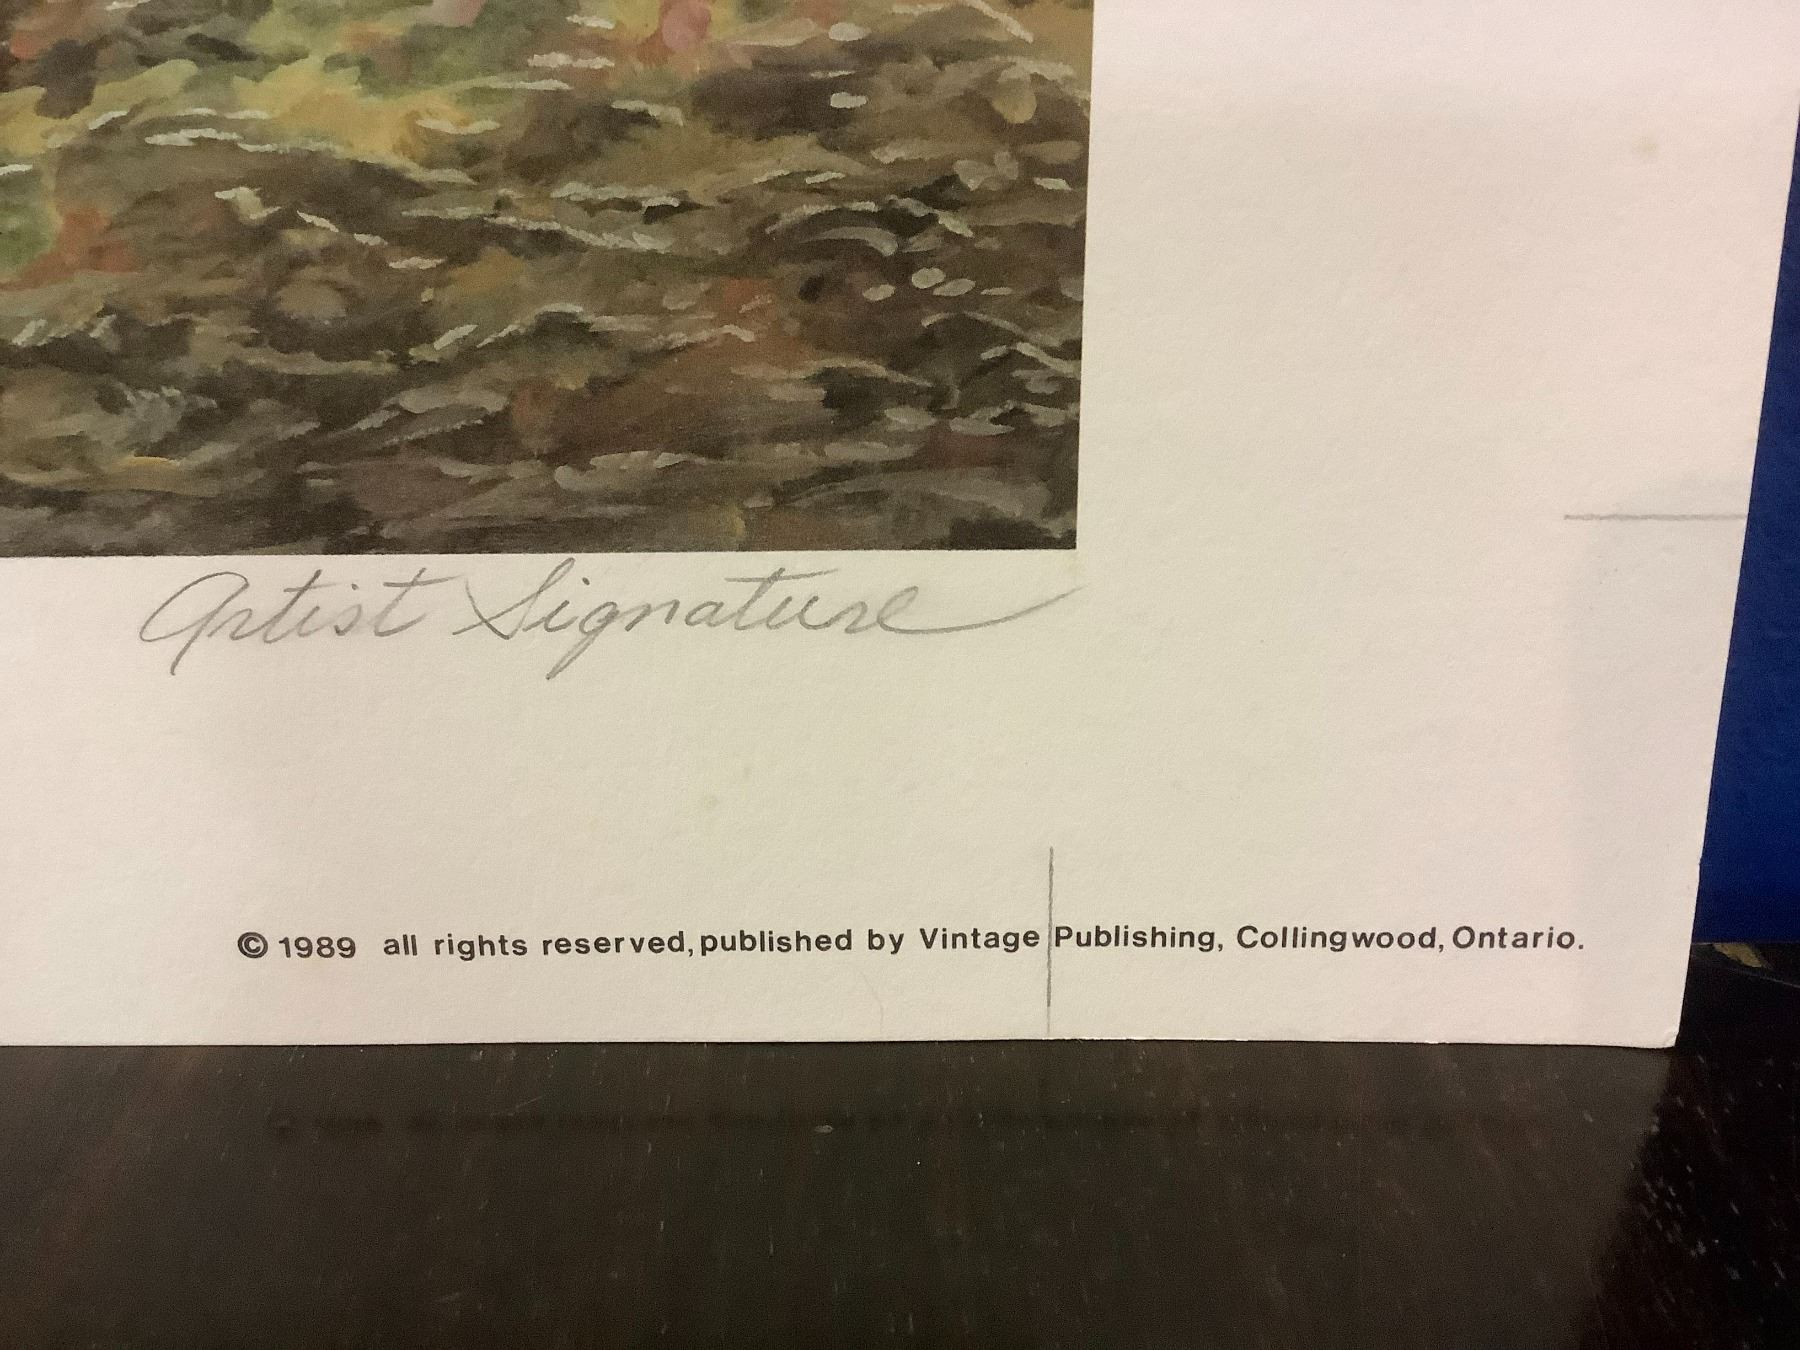 Artist Signature
© 1989 all rights reserved, published by Vintage Publishing, Collingwood, Ontario.